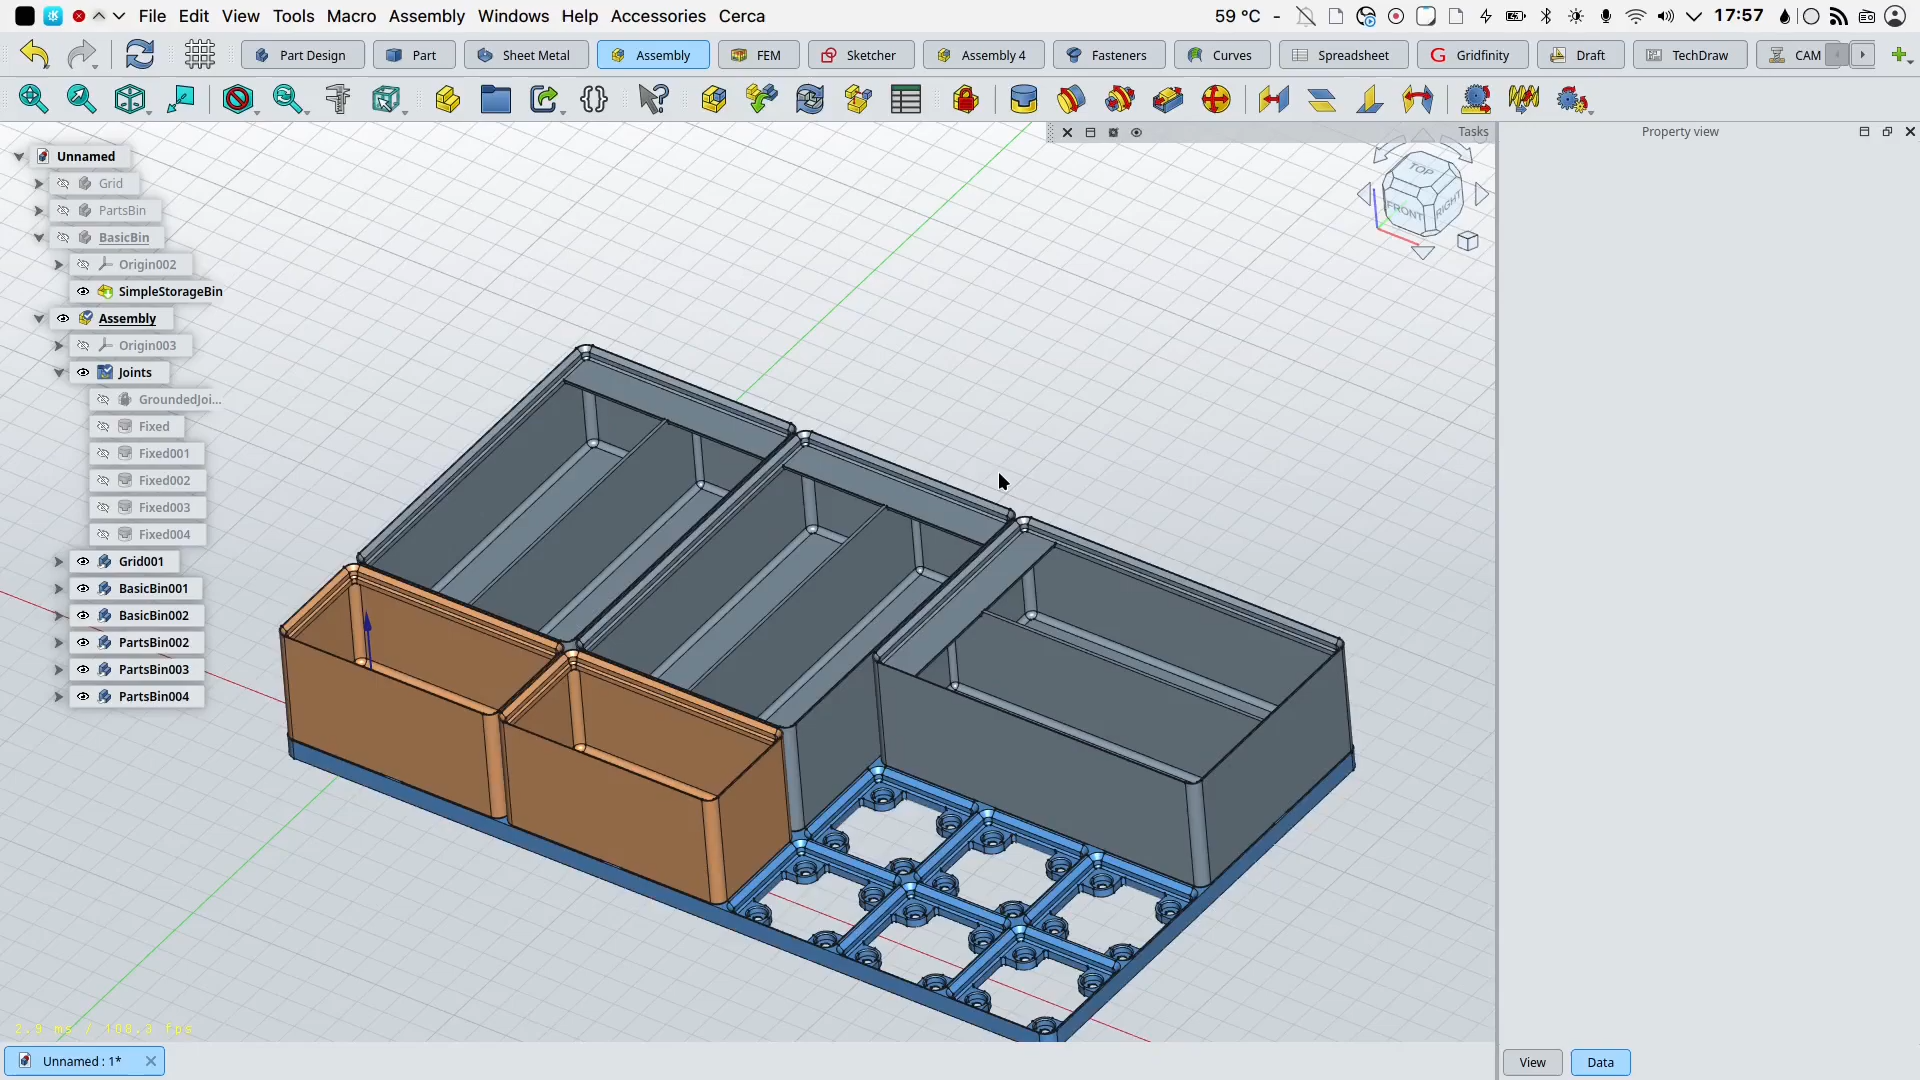 File Edit View Tools Macro Assembly Windows Help Accessories Cerca 59 °C - 17:57
Part Design Part Sheet Metal Assembly FEM Sketcher Assembly 4 Fasteners Curves Spreadsheet Gridfinity Draft TechDraw CAM
Tasks Property view
Unnamed
Grid
PartsBin
BasicBin
Origin002
SimpleStorageBin
Assembly
Origin003
Joints
GroundedJoi...
Fixed
Fixed001
Fixed002
Fixed003
Fixed004
Grid001
BasicBin001
BasicBin002
PartsBin002
PartsBin003
PartsBin004
TOP
FRONT RIGHT
Unnamed : 1*
View Data